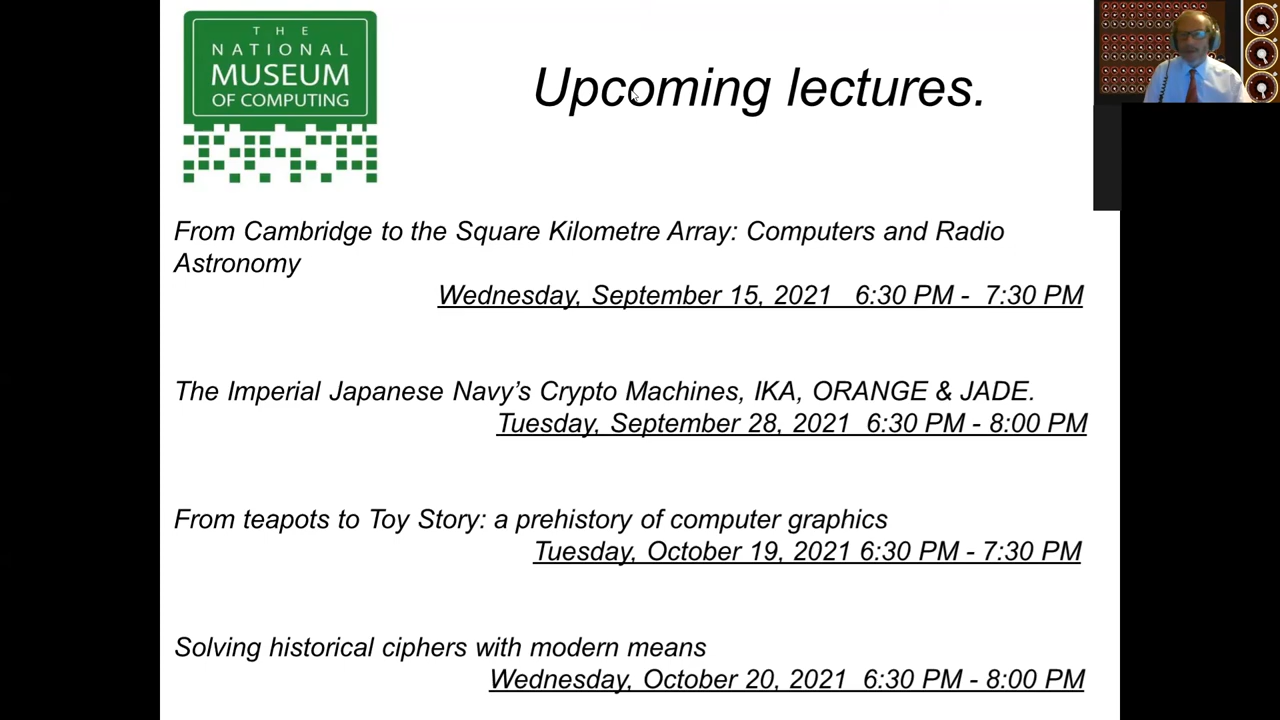 THE
NATIONAL
MUSEUM
OF COMPUTING
Upcoming lectures.
From Cambridge to the Square Kilometre Array: Computers and Radio
Astronomy
Wednesday, September 15, 2021 6:30 PM - 7:30 PM
The Imperial Japanese Navy’s Crypto Machines, IKA, ORANGE & JADE.
Tuesday, September 28, 2021 6:30 PM - 8:00 PM
From teapots to Toy Story: a prehistory of computer graphics
Tuesday, October 19, 2021 6:30 PM - 7:30 PM
Solving historical ciphers with modern means
Wednesday, October 20, 2021 6:30 PM - 8:00 PM